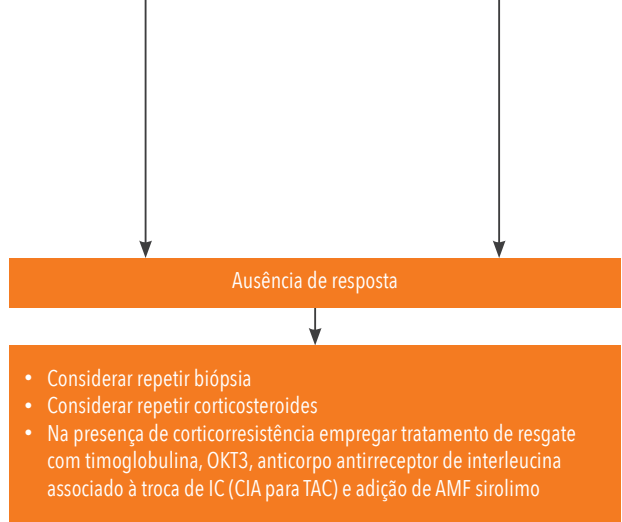 Ausência de resposta
• Considerar repetir biópsia
• Considerar repetir corticosteroides
• Na presença de corticorresistência empregar tratamento de resgate
com timoglobulina, OKT3, anticorpo antirreceptor de interleucina
associado à troca de IC (CIA para TAC) e adição de AMF sirolimo